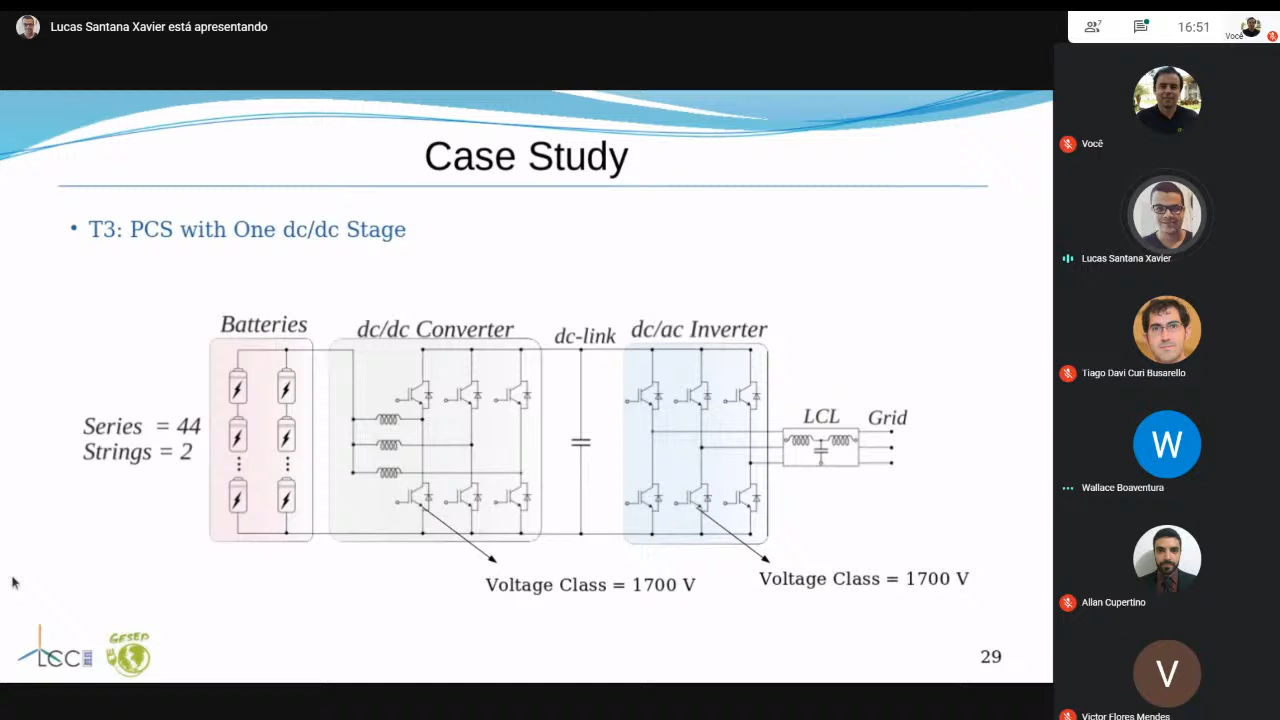 Lucas Santana Xavier está apresentando
7
16:51
Você
Case Study
• T3: PCS with One dc/dc Stage
Batteries
dc/dc Converter
dc-link
dc/ac Inverter
Series = 44
Strings = 2
LCL
Grid
Voltage Class = 1700 V
Voltage Class = 1700 V
LCC
GESEP
29
Você
Lucas Santana Xavier
Tiago Davi Curi Busarello
W
Wallace Boaventura
Allan Cupertino
V
Victor Flores Mendes